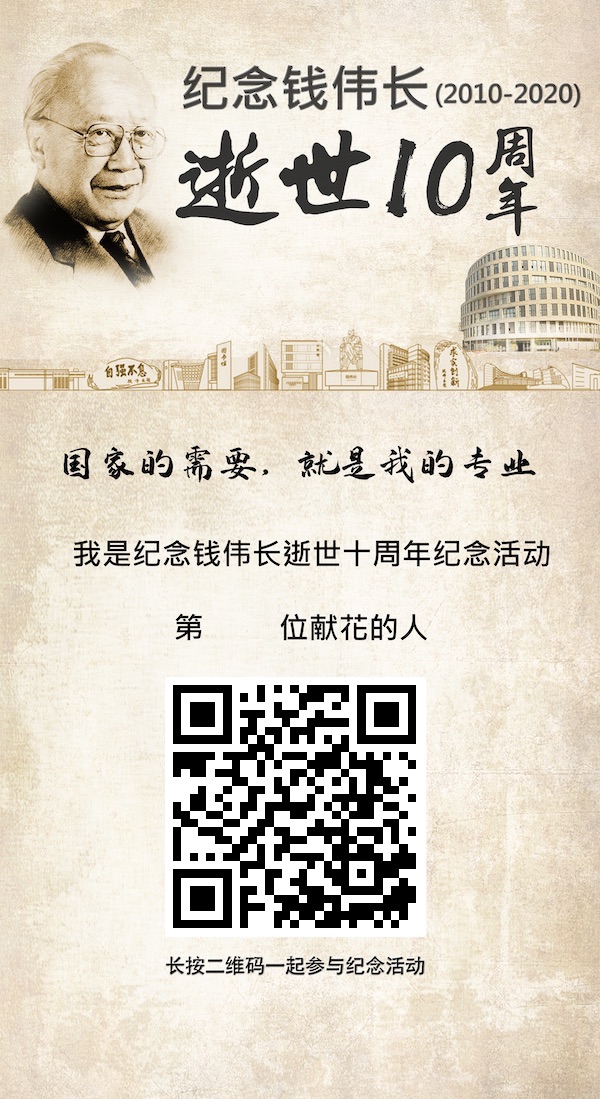 纪念钱伟长(2010-2020)
逝世10周年
自强不息
求实创新
国家的需要，就是我的专业
我是纪念钱伟长逝世十周年纪念活动
第 位献花的人
长按二维码一起参与纪念活动